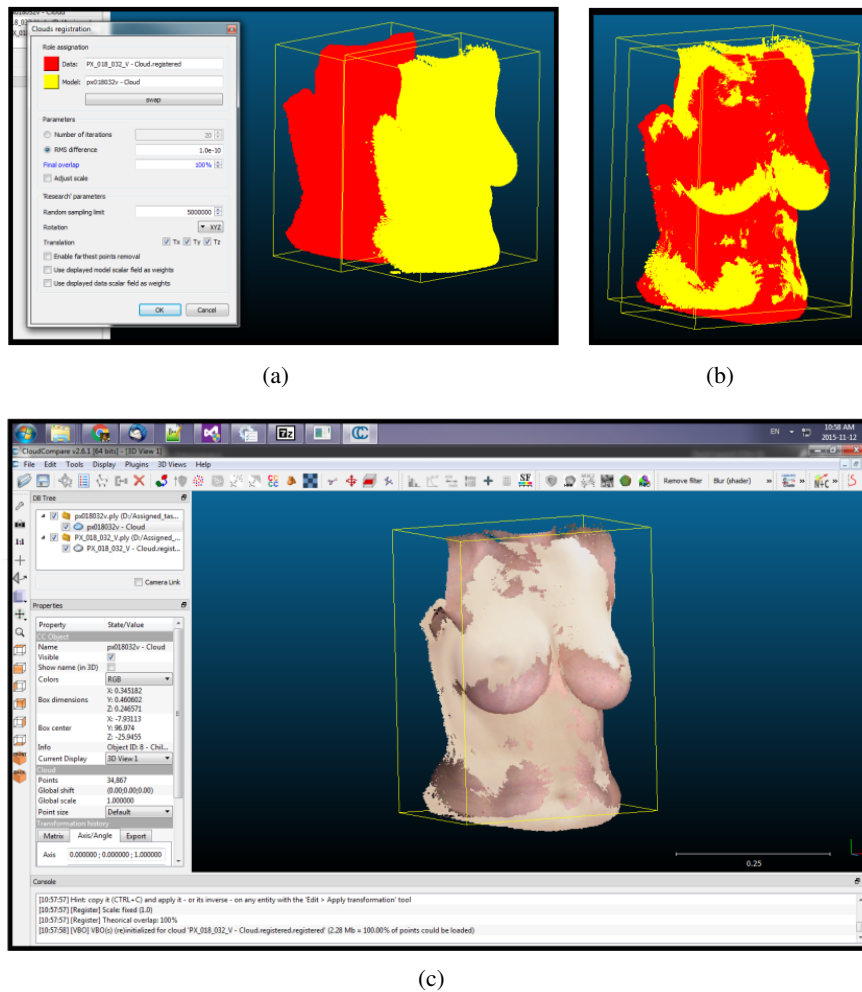 Clouds registration
Role assignation
Data: PX_018_032_V - Cloud.registered
Model: px018032v - Cloud
swap
Parameters
Number of iterations 20
RMS difference 1.0e-10
Final overlap 100%
Adjust scale
'Research' parameters
Random sampling limit 5000000
Rotation XYZ
Translation Tx Ty Tz
Enable farthest points removal
Use displayed model scalar field as weights
Use displayed data scalar field as weights
OK Cancel
(a)
(b)
EN 10:58 AM
2015-11-12
CloudCompare v2.6.1 [64 bits] - [3D View 1]
File Edit Tools Display Plugins 3D Views Help
SF Remove filter Blur (shader) » » N+C »
DB Tree
px018032v.ply (D:/Assigned_tas...
px018032v - Cloud
PX_018_032_V.ply (D:/Assigned_...
PX_018_032_V - Cloud.regist...
Camera Link
1:1
Properties
Property State/Value
CC Object
Name px018032v - Cloud
Visible
Show name (in 3D)
Colors RGB
Box dimensions X: 0.345182
Y: 0.460602
Z: 0.246571
Box center X: -7.93113
Y: 96.974
Z: -25.9455
Info Object ID: 8 - Chil...
Current Display 3D View 1
Cloud
Points 34,867
Global shift (0.00;0.00;0.00)
Global scale 1.000000
Point size Default
Transformation history
Matrix Axis/Angle Export
Axis 0.000000 ; 0.000000 ; 1.000000
0.25
Console
[10:57:57] Hint: copy it (CTRL+C) and apply it - or its inverse - on any entity with the 'Edit > Apply transformation' tool
[10:57:57] [Register] Scale: fixed (1.0)
[10:57:57] [Register] Theorical overlap: 100%
[10:57:58] [VBO] VBO(s) (re)initialized for cloud 'PX_018_032_V - Cloud.registered.registered' (2.28 Mb = 100.00% of points could be loaded)
(c)